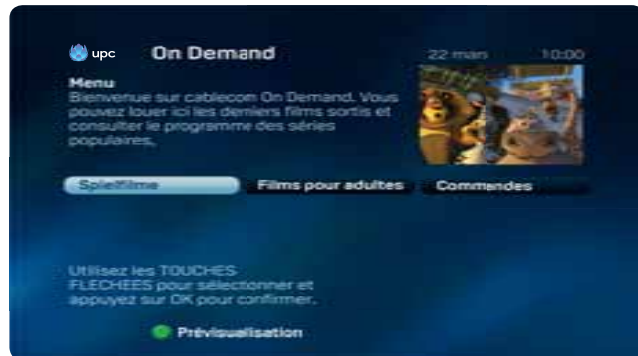 upc On Demand 22 man 10:00
Menu
Bienvenue sur cablecom On Demand. Vous
pouvez louer ici les derniers films sortis et
consulter le programme des séries
populaires.
Spielfilme Films pour adultes Commandes
Utilisez les TOUCHES
FLECHEES pour sélectionner et
appuyez sur OK pour confirmer.
Prévisualisation